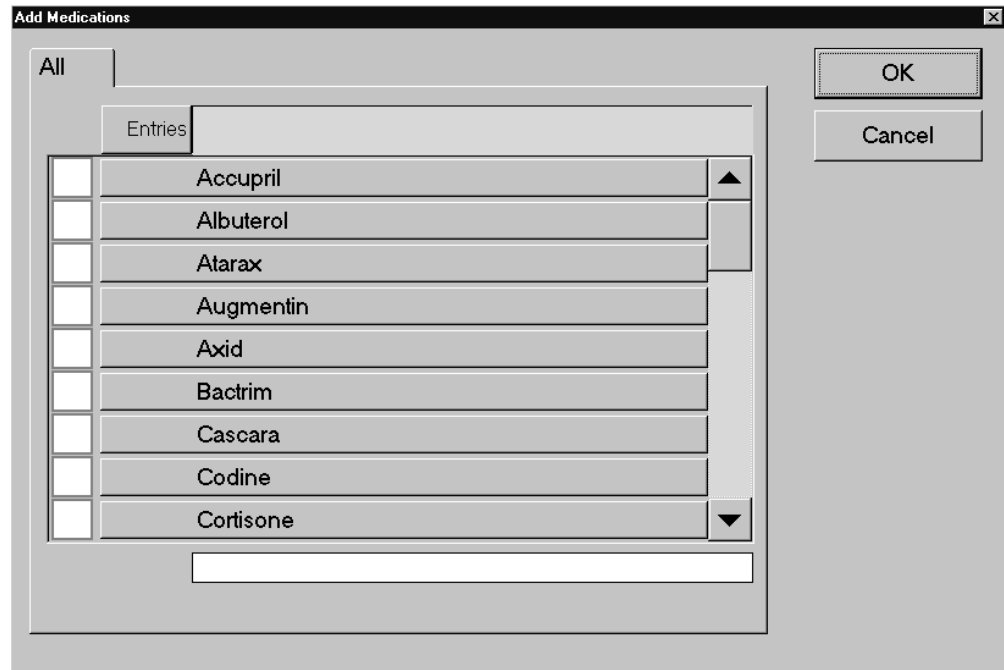 Add Medications
All
OK
Entries
Cancel
Accupril
Albuterol
Atarax
Augmentin
Axid
Bactrim
Cascara
Codine
Cortisone